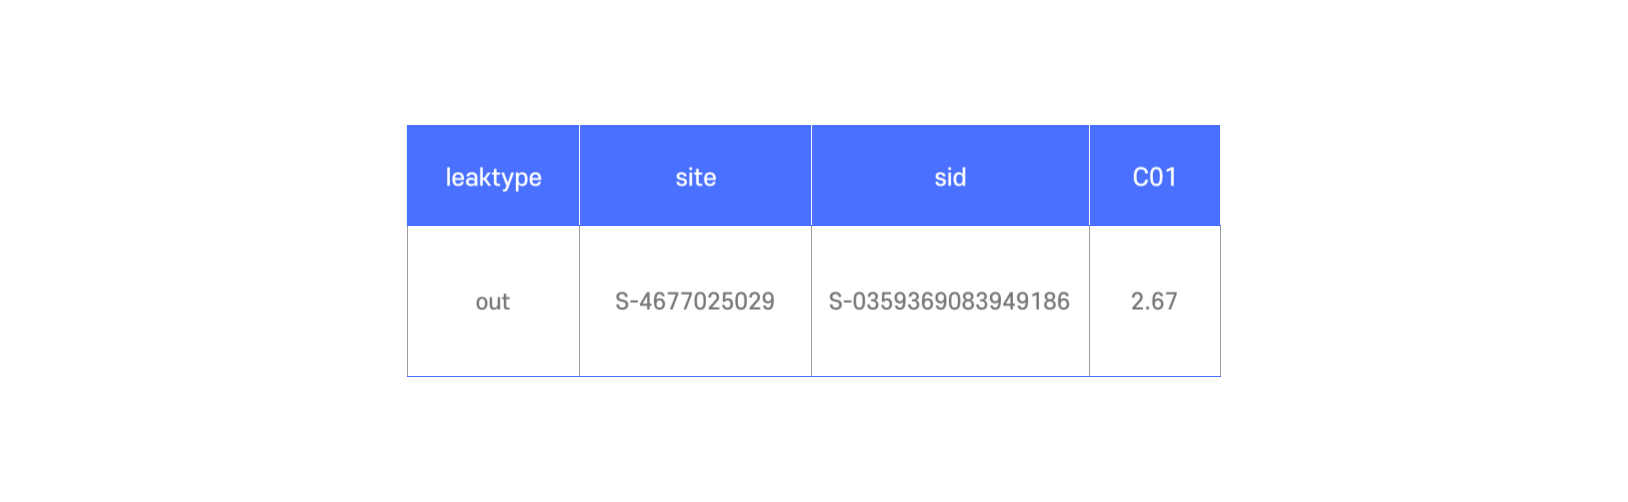 leaktype site sid C01
out S-4677025029 S-0359369083949186 2.67